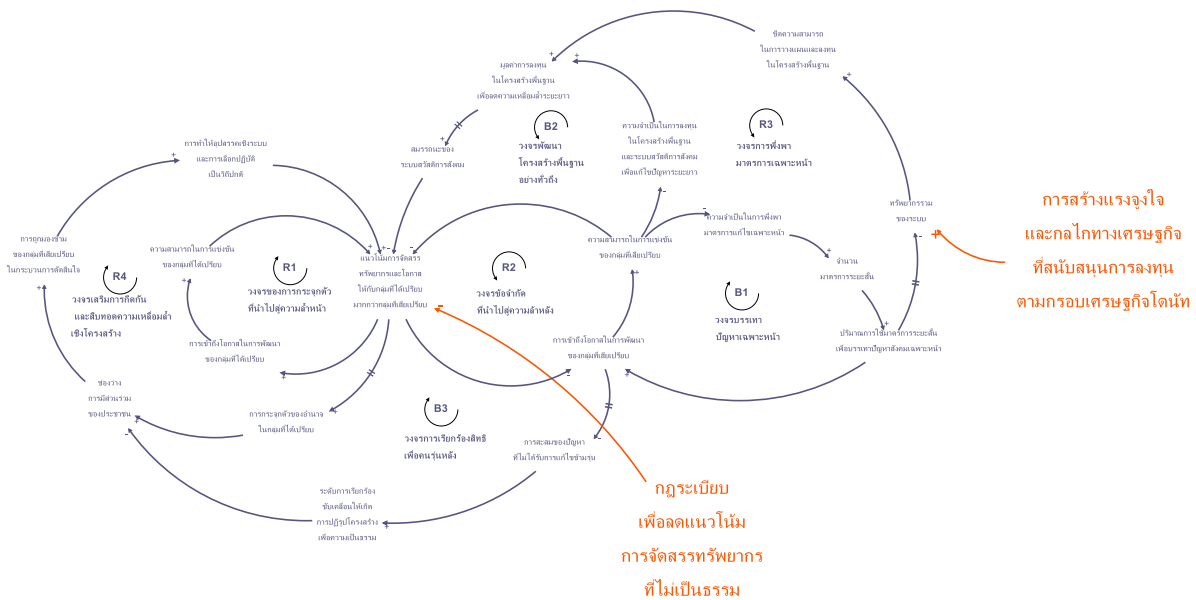 ขีดความสามารถ
ในการวางแผนและลงทุน
ในโครงสร้างพื้นฐาน
มูลค่าการลงทุน
ในโครงสร้างพื้นฐาน
เพื่อลดความเหลื่อมล้ำระยะยาว
B2
วงจรพัฒนา
โครงสร้างพื้นฐาน
อย่างทั่วถึง
ความจำเป็นในการลงทุน
ในโครงสร้างพื้นฐาน
และระบบสวัสดิการสังคม
เพื่อแก้ไขปัญหาระยะยาว
R3
วงจรการพึ่งพา
มาตรการเฉพาะหน้า
สมรรถนะของ
ระบบสวัสดิการสังคม
การทำให้อุปสรรคเชิงระบบ
และการเลือกปฏิบัติ
เป็นวิถีปกติ
ทรัพยากรรวม
ของระบบ
การสร้างแรงจูงใจ
และกลไกทางเศรษฐกิจ
ที่สนับสนุนการลงทุน
ตามกรอบเศรษฐกิจโดนัท
ความจำเป็นในการพึ่งพา
มาตรการแก้ไขเฉพาะหน้า
การถูกมองข้าม
ของกลุ่มที่เสียเปรียบ
ในกระบวนการตัดสินใจ
ความสามารถในการแข่งขัน
ของกลุ่มที่ได้เปรียบ
แนวโน้มการจัดสรร
ทรัพยากรและโอกาส
ให้กับกลุ่มที่ได้เปรียบ
มากกว่ากลุ่มที่เสียเปรียบ
ความสามารถในการแข่งขัน
ของกลุ่มที่เสียเปรียบ
จำนวน
มาตรการระยะสั้น
R4
วงจรเสริมการกีดกัน
และสืบทอดความเหลื่อมล้ำ
เชิงโครงสร้าง
R1
วงจรของการกระจุกตัว
ที่นำไปสู่ความล้ำหน้า
R2
วงจรข้อจำกัด
ที่นำไปสู่ความล้าหลัง
B1
วงจรบรรเทา
ปัญหาเฉพาะหน้า
ปริมาณการใช้มาตรการระยะสั้น
เพื่อบรรเทาปัญหาสังคมเฉพาะหน้า
การเข้าถึงโอกาสในการพัฒนา
ของกลุ่มที่ได้เปรียบ
การเข้าถึงโอกาสในการพัฒนา
ของกลุ่มที่เสียเปรียบ
ช่องว่าง
การมีส่วนร่วม
ของประชาชน
การกระจุกตัวของอำนาจ
ในกลุ่มที่ได้เปรียบ
B3
วงจรการเรียกร้องสิทธิ
เพื่อคนรุ่นหลัง
การสะสมของปัญหา
ที่ไม่ได้รับการแก้ไขข้ามรุ่น
ระดับการเรียกร้อง
ขับเคลื่อนให้เกิด
การปฏิรูปโครงสร้าง
เพื่อความเป็นธรรม
กฎระเบียบ
เพื่อลดแนวโน้ม
การจัดสรรทรัพยากร
ที่ไม่เป็นธรรม